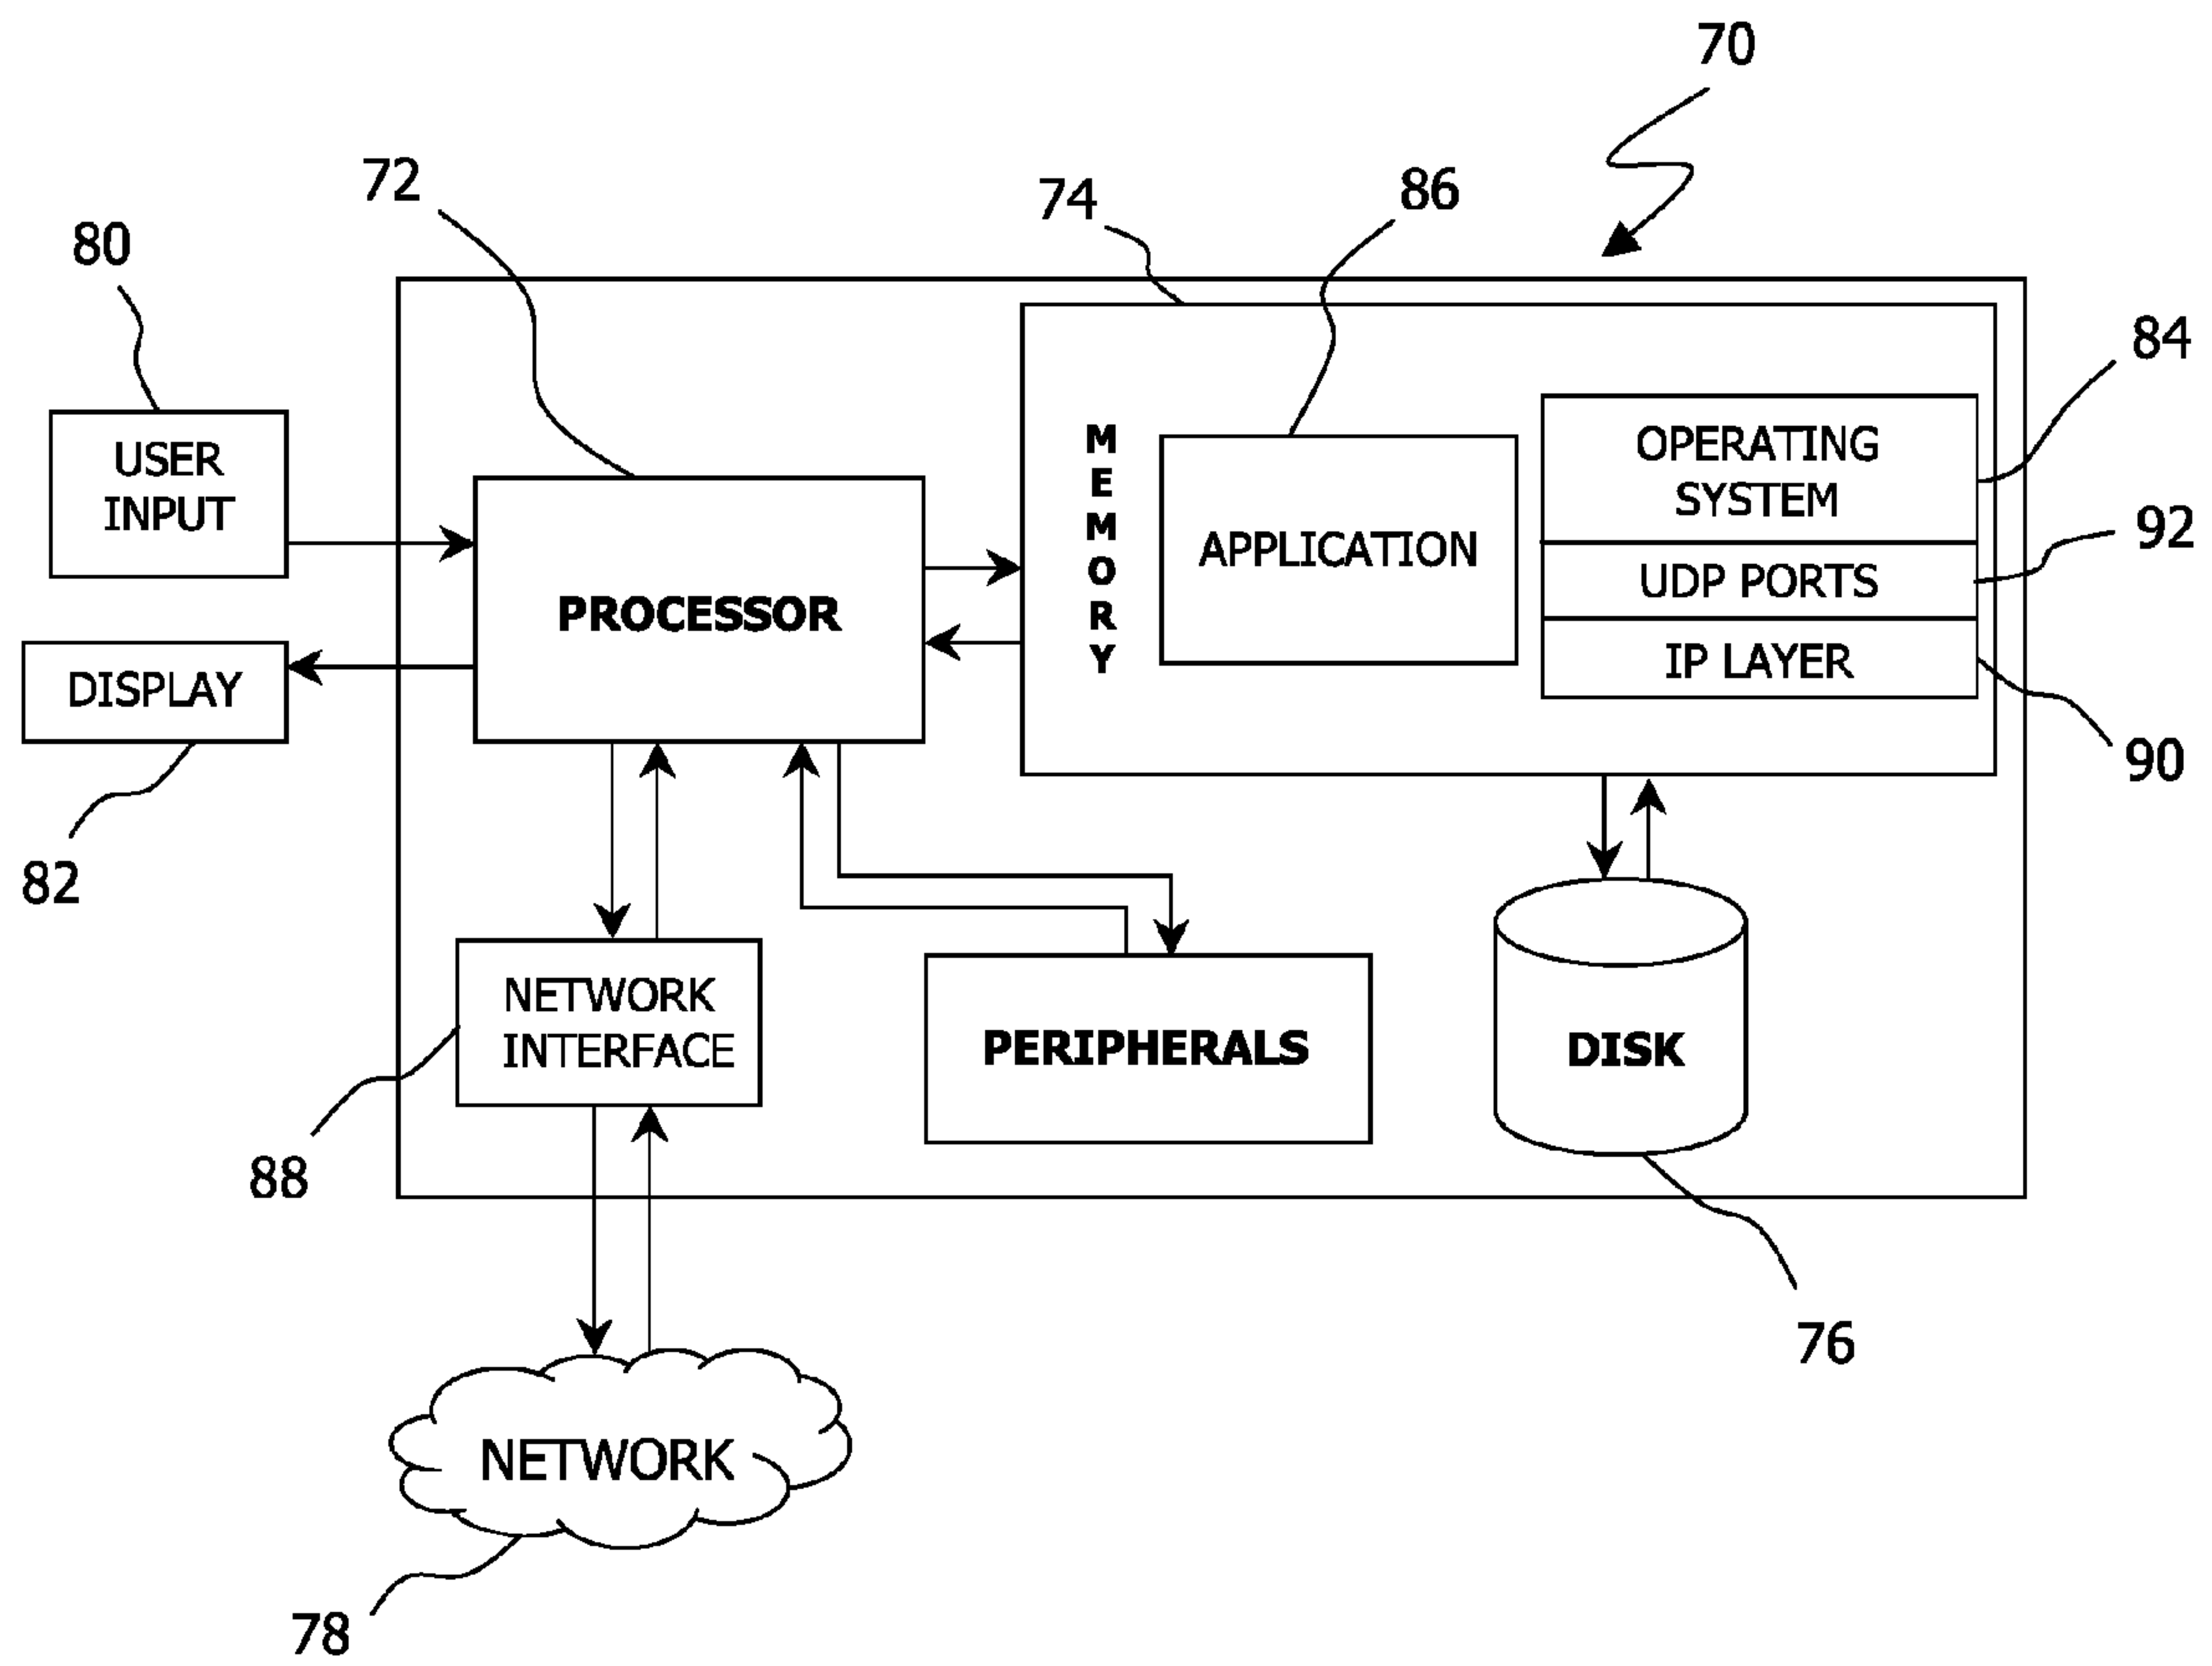 70
72
86
74
80
84
M
E
M
O
R
Y
USER
INPUT
OPERATING
SYSTEM
92
APPLICATION
UDP PORTS
PROCESSOR
IP LAYER
DISPLAY
90
82
NETWORK
INTERFACE
PERIPHERALS
DISK
88
76
NETWORK
78